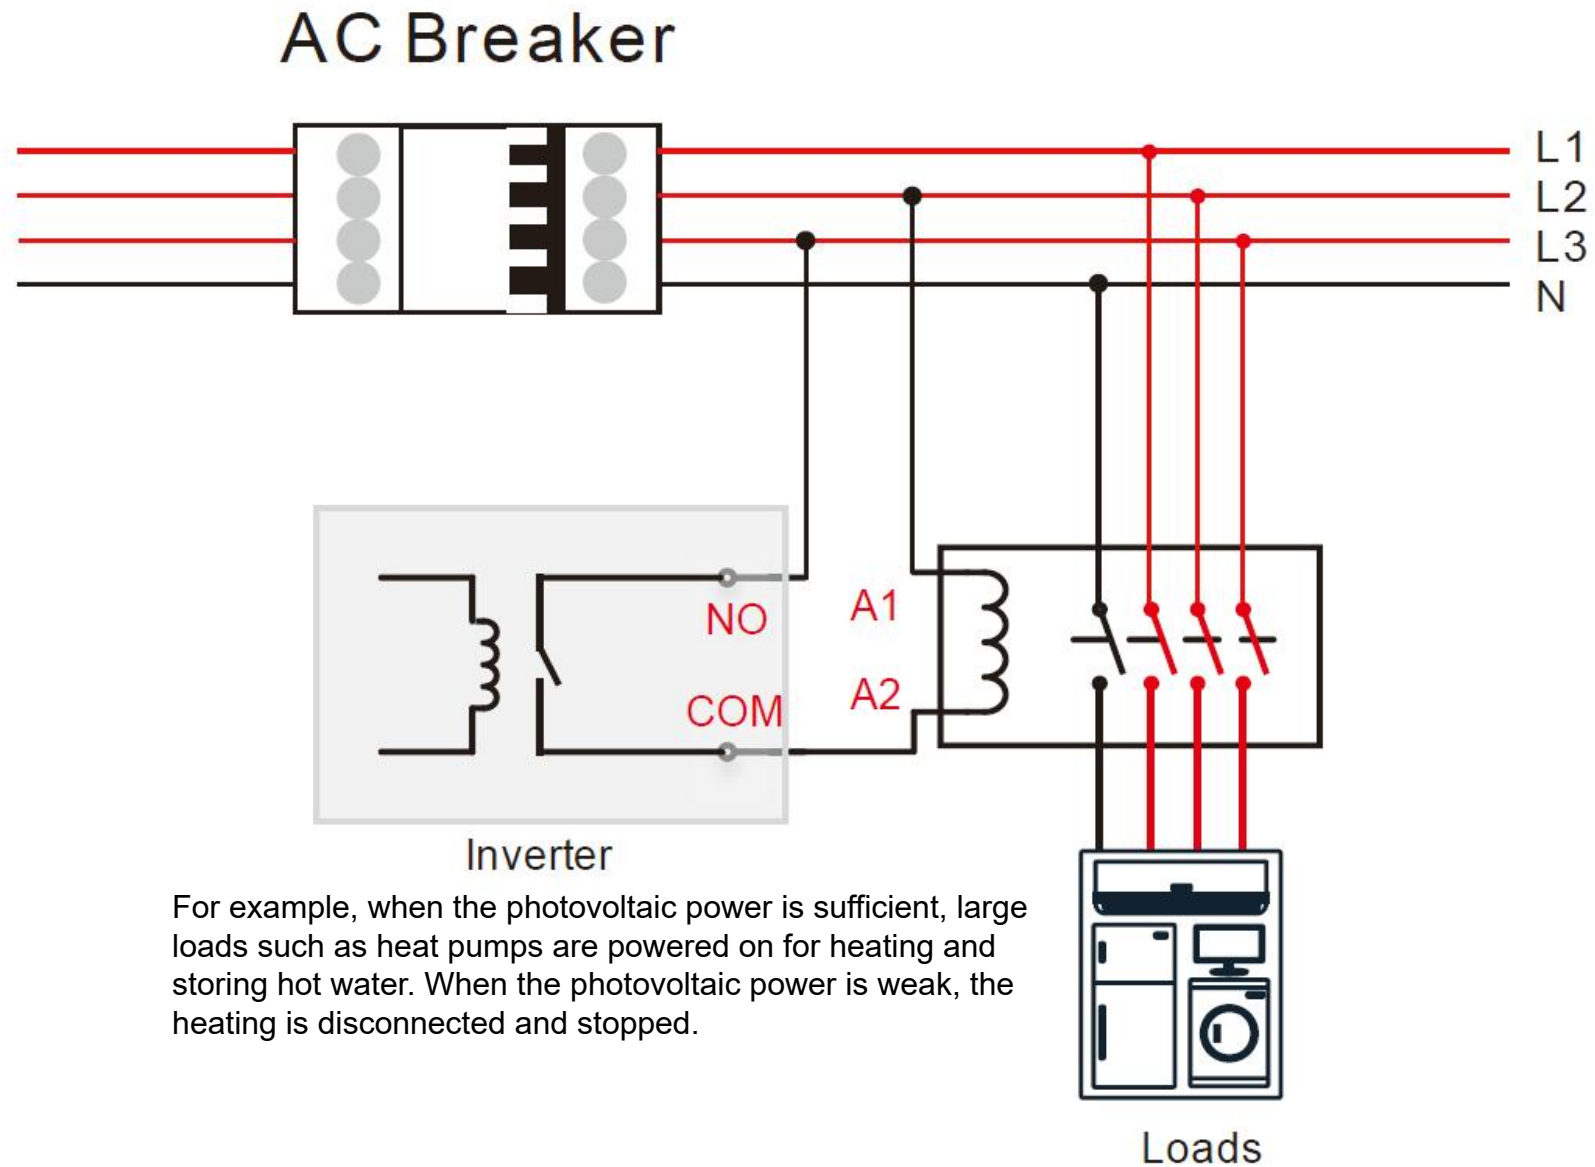 AC Breaker
L1
L2
L3
N
NO
A1
COM
A2
Inverter
For example, when the photovoltaic power is sufficient, large
loads such as heat pumps are powered on for heating and
storing hot water. When the photovoltaic power is weak, the
heating is disconnected and stopped.
Loads